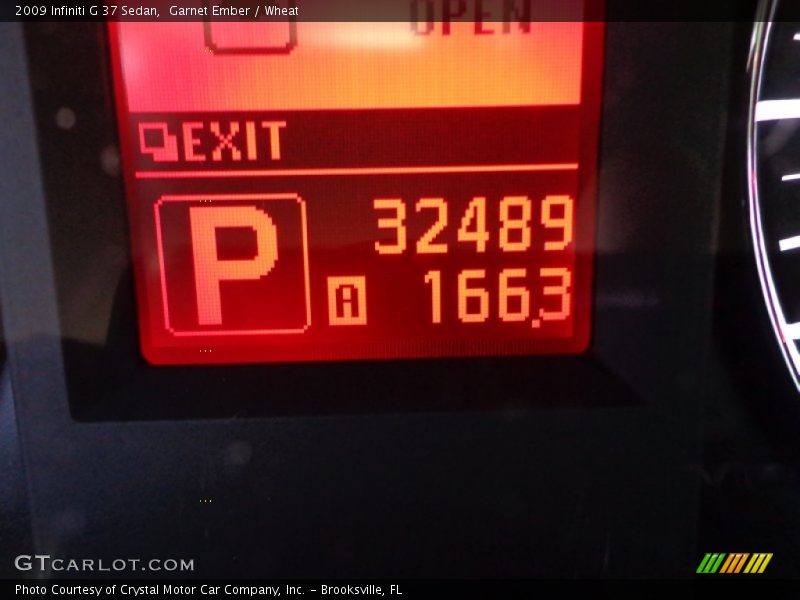 2009 Infiniti G 37 Sedan,  Garnet Ember / Wheat
OPEN
EXIT
P 32489
A 166.3
GTCARLOT.COM
Photo Courtesy of Crystal Motor Car Company, Inc. - Brooksville, FL